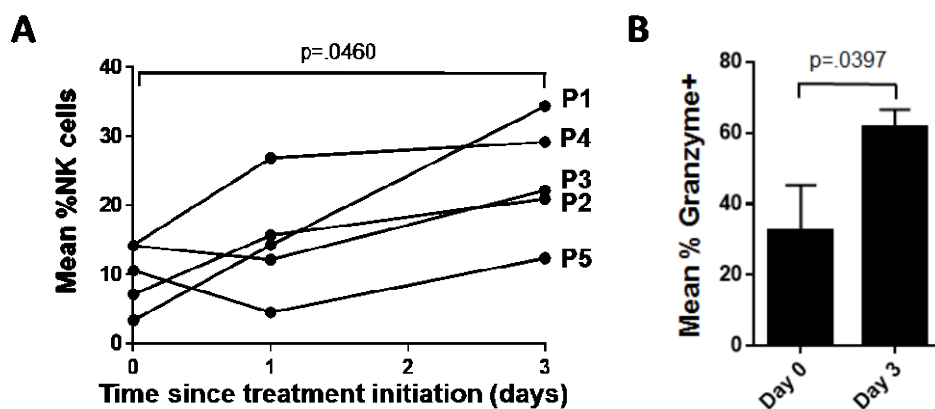 A
p=.0460
Mean %NK cells
40
30
20
10
0
P1
P4
P3
P2
P5
0 1 2 3
Time since treatment initiation (days)
B
p=.0397
Mean % Granzyme+
80
60
40
20
0
Day 0
Day 3